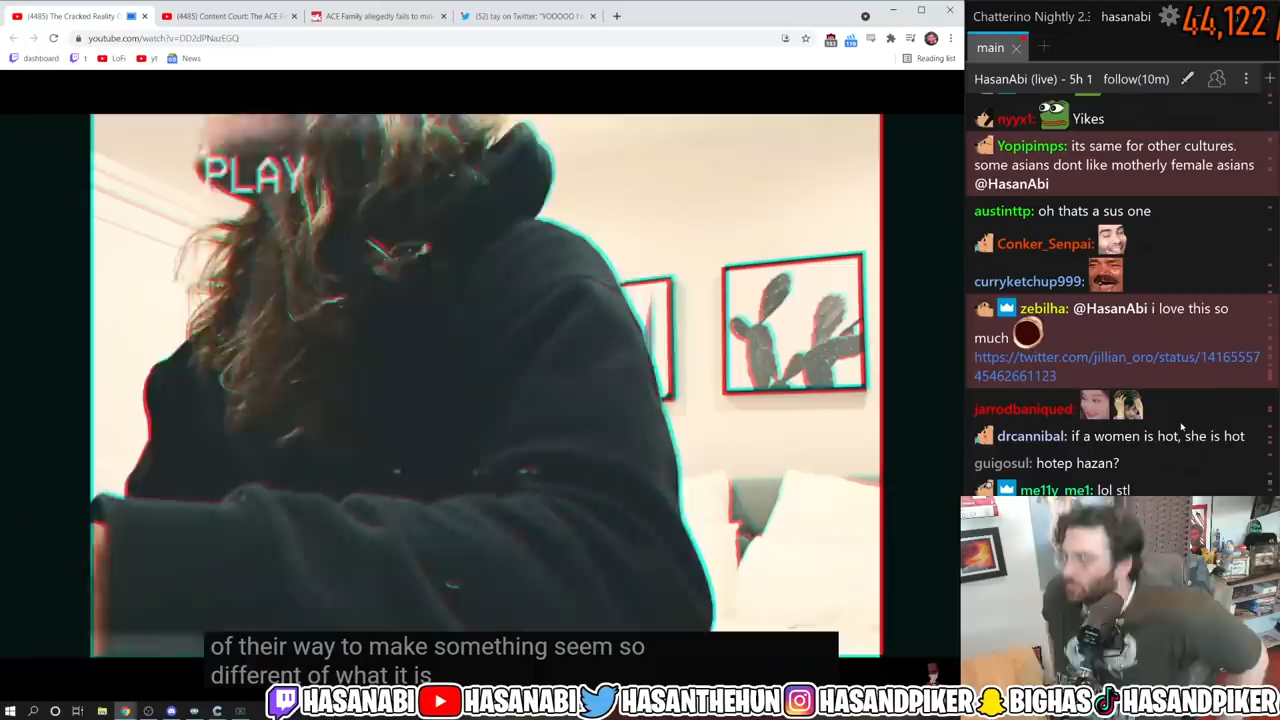 (4485) The Cracked Reality (
(4485) Content Court: The ACE F
ACE Family allegedly fails to mak
(52) tay on Twitter: "YOOOOO I'm
youtube.com/watch?v=DD2dPNazEGQ
dashboard
t
LoFi
yt
News
Reading list
PLAY
of their way to make something seem so
different of what it is
Chatterino Nightly 2.
hasanabi
44,122
main
HasanAbi (live) - 5h 1
follow(10m)
nyyx1: Yikes
Yopipimps: its same for other cultures.
some asians dont like motherly female asians
@HasanAbi
austinttp: oh thats a sus one
Conker_Senpai:
curryketchup999:
zebilha: @HasanAbi i love this so
much
https://twitter.com/jillian_oro/status/14165557
45462661123
jarrodbaniqued:
drcannibal: if a women is hot, she is hot
guigosul: hotep hazan?
me11y_me1: lol stl
HASANABI
HASANABI
HASANTHEHUN
HASANDPIKER
BIGHAS
HASANDPIKER